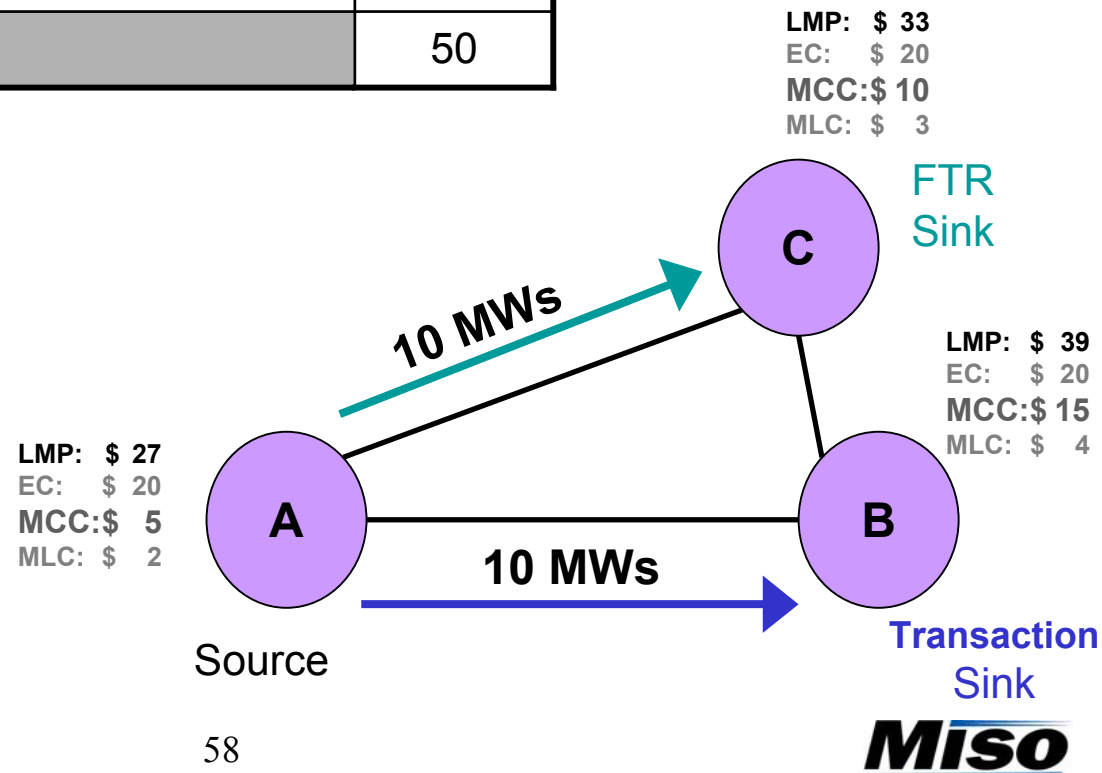 50
LMP: $ 33
EC: $ 20
MCC:$ 10
MLC: $ 3
FTR
Sink
C
10 MWs
LMP: $ 39
EC: $ 20
MCC:$ 15
MLC: $ 4
LMP: $ 27
EC: $ 20
MCC:$ 5
MLC: $ 2
A
B
10 MWs
Source
Transaction
Sink
58
MISO